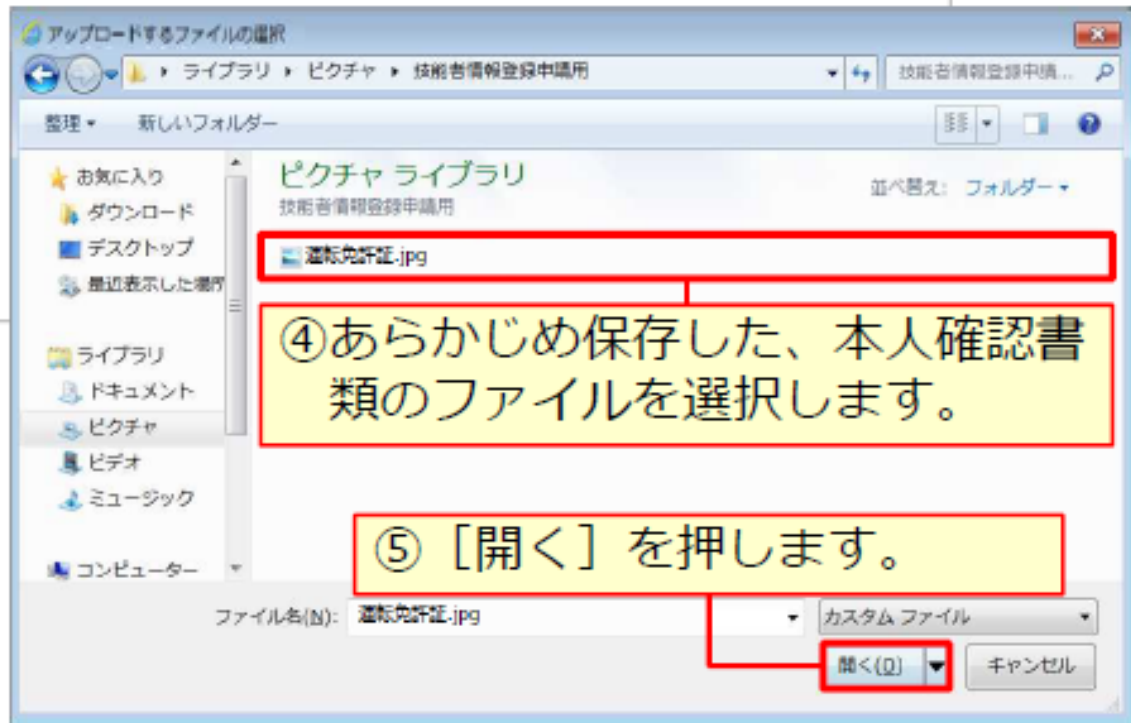 アップロードするファイルの選択
ライブラリ ▸ ピクチャ ▸ 技能者情報登録申請用
技能者情報登録申請...
整理 新しいフォルダー
お気に入り
ダウンロード
デスクトップ
最近表示した場所
ライブラリ
ドキュメント
ピクチャ
ビデオ
ミュージック
コンピューター
ピクチャ ライブラリ
技能者情報登録申請用
並べ替え: フォルダー
運転免許証.jpg
④あらかじめ保存した、本人確認書
類のファイルを選択します。
⑤［開く］を押します。
ファイル名(N): 運転免許証.jpg
カスタム ファイル
開く(O) キャンセル